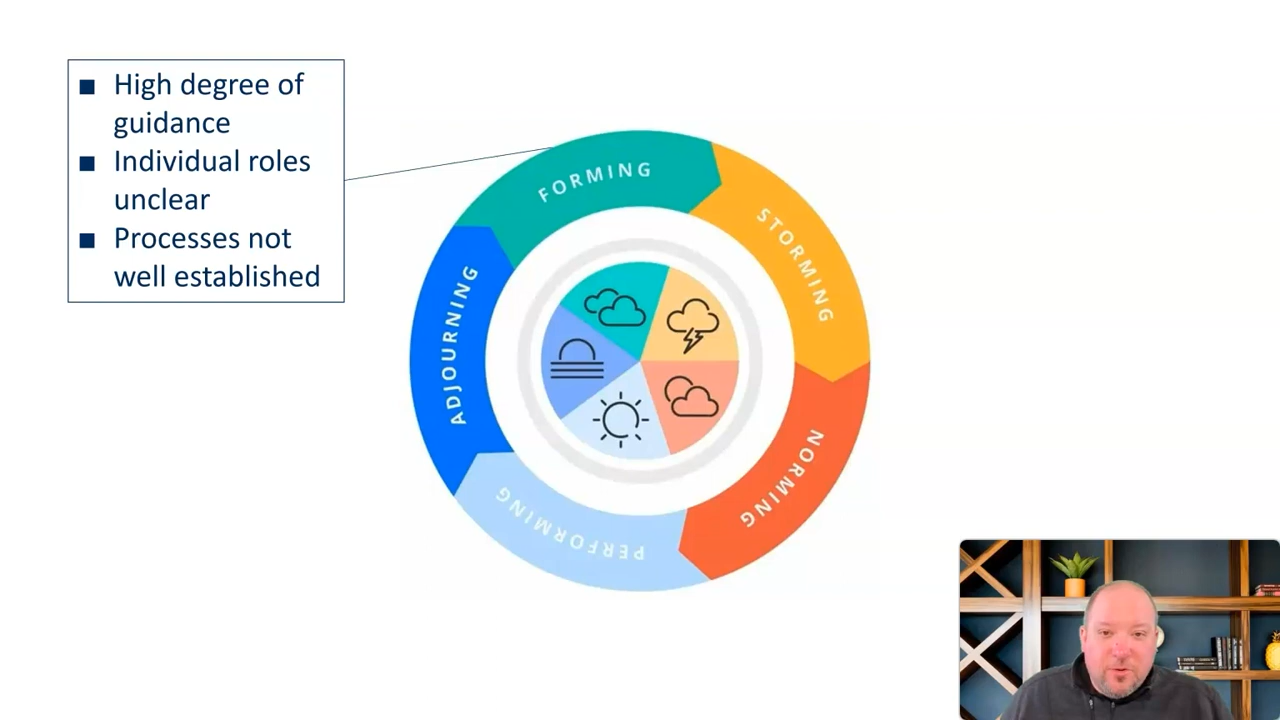 ■ High degree of
guidance
■ Individual roles
unclear
■ Processes not
well established
FORMING
STORMING
NORMING
PERFORMING
ADJOURNING